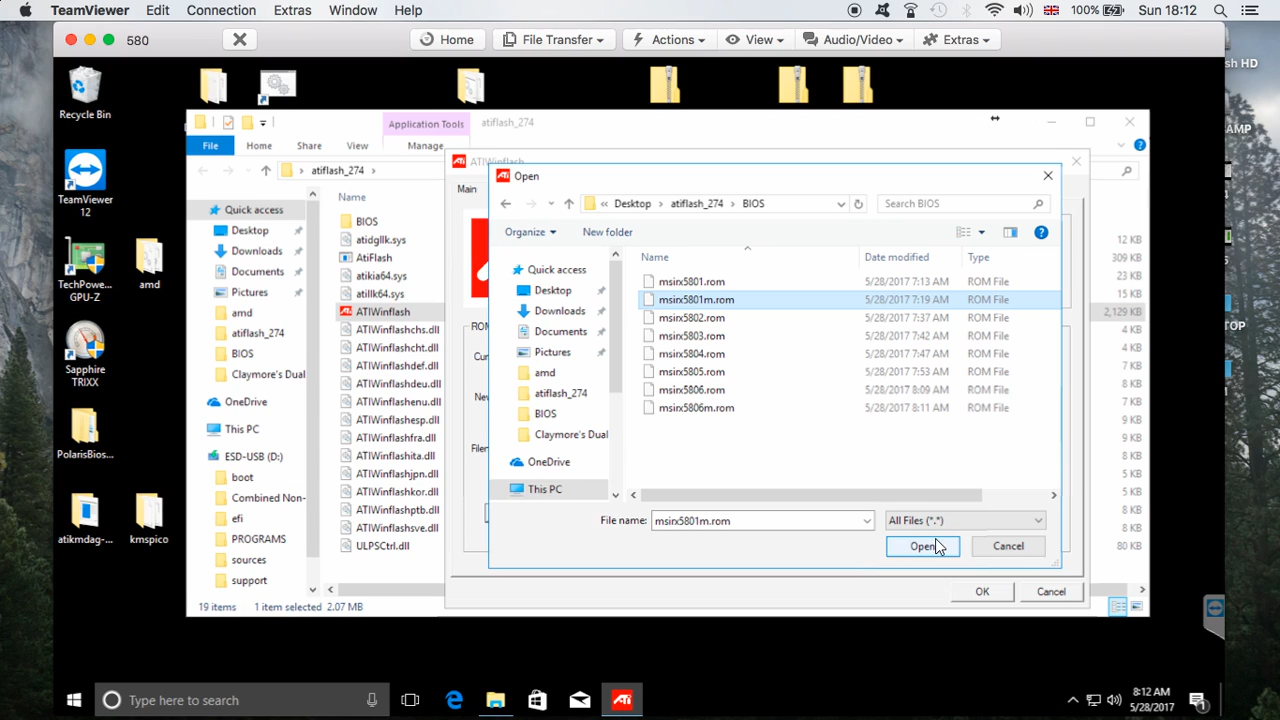 TeamViewer Edit Connection Extras Window Help 100% Sun 18:12
580 Home File Transfer Actions View Audio/Video Extras
Recycle Bin
TeamViewer
12
TechPowe...
GPU-Z
amd
Sapphire
TRIXX
PolarisBios...
atikmdag-...
kmspico
Application Tools atiflash_274
File Home Share View Manage
atiflash_274
Quick access
Desktop
Downloads
Documents
Pictures
amd
atiflash_274
BIOS
Claymore's Dual
OneDrive
This PC
ESD-USB (D:)
boot
Combined Non-
efi
PROGRAMS
sources
support
Name
BIOS
atidgllk.sys
AtiFlash
atikia64.sys
atillk64.sys
ATIWinflash
ATIWinflashchs.dll
ATIWinflashcht.dll
ATIWinflashdef.dll
ATIWinflashdeu.dll
ATIWinflashenu.dll
ATIWinflashesp.dll
ATIWinflashfra.dll
ATIWinflashita.dll
ATIWinflashjpn.dll
ATIWinflashkor.dll
ATIWinflashptb.dll
ATIWinflashsve.dll
ULPSCtrl.dll
12 KB
309 KB
34 KB
15 KB
2,129 KB
4 KB
4 KB
7 KB
8 KB
8 KB
9 KB
9 KB
8 KB
5 KB
5 KB
8 KB
8 KB
80 KB
19 items 1 item selected 2.07 MB
ATIWinflash
Main
ROM
OK Cancel
ATi Open
Desktop atiflash_274 BIOS Search BIOS
Organize New folder
Quick access
Desktop
Downloads
Documents
Pictures
amd
atiflash_274
BIOS
Claymore's Dual
OneDrive
This PC
Name Date modified Type
msirx5801.rom 5/28/2017 7:13 AM ROM File
msirx5801m.rom 5/28/2017 7:19 AM ROM File
msirx5802.rom 5/28/2017 7:37 AM ROM File
msirx5803.rom 5/28/2017 7:42 AM ROM File
msirx5804.rom 5/28/2017 7:47 AM ROM File
msirx5805.rom 5/28/2017 7:53 AM ROM File
msirx5806.rom 5/28/2017 8:09 AM ROM File
msirx5806m.rom 5/28/2017 8:11 AM ROM File
File name: msirx5801m.rom All Files (*.*)
Open Cancel
Type here to search
8:12 AM
5/28/2017